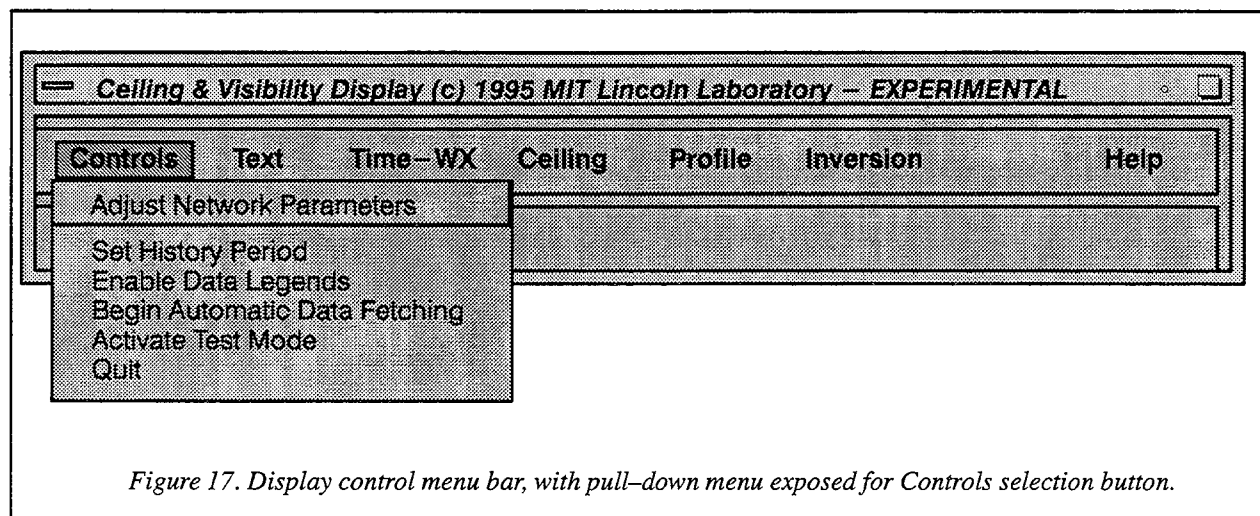 Ceiling & Visibility Display (c) 1995 MIT Lincoln Laboratory – EXPERIMENTAL
Controls Text Time–WX Ceiling Profile Inversion Help
Adjust Network Parameters
Set History Period
Enable Data Legends
Begin Automatic Data Fetching
Activate Test Mode
Quit
Figure 17. Display control menu bar, with pull–down menu exposed for Controls selection button.